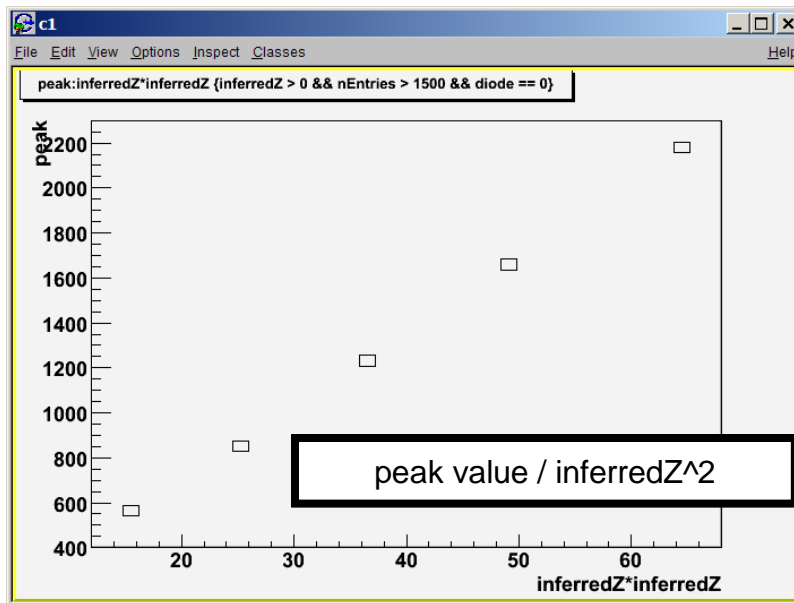 c1
File Edit View Options Inspect Classes Help
peak:inferredZ*inferredZ {inferredZ > 0 && nEntries > 1500 && diode == 0}
peak
2200
2000
1800
1600
1400
1200
1000
800
600
400
peak value / inferredZ^2
20 30 40 50 60
inferredZ*inferredZ